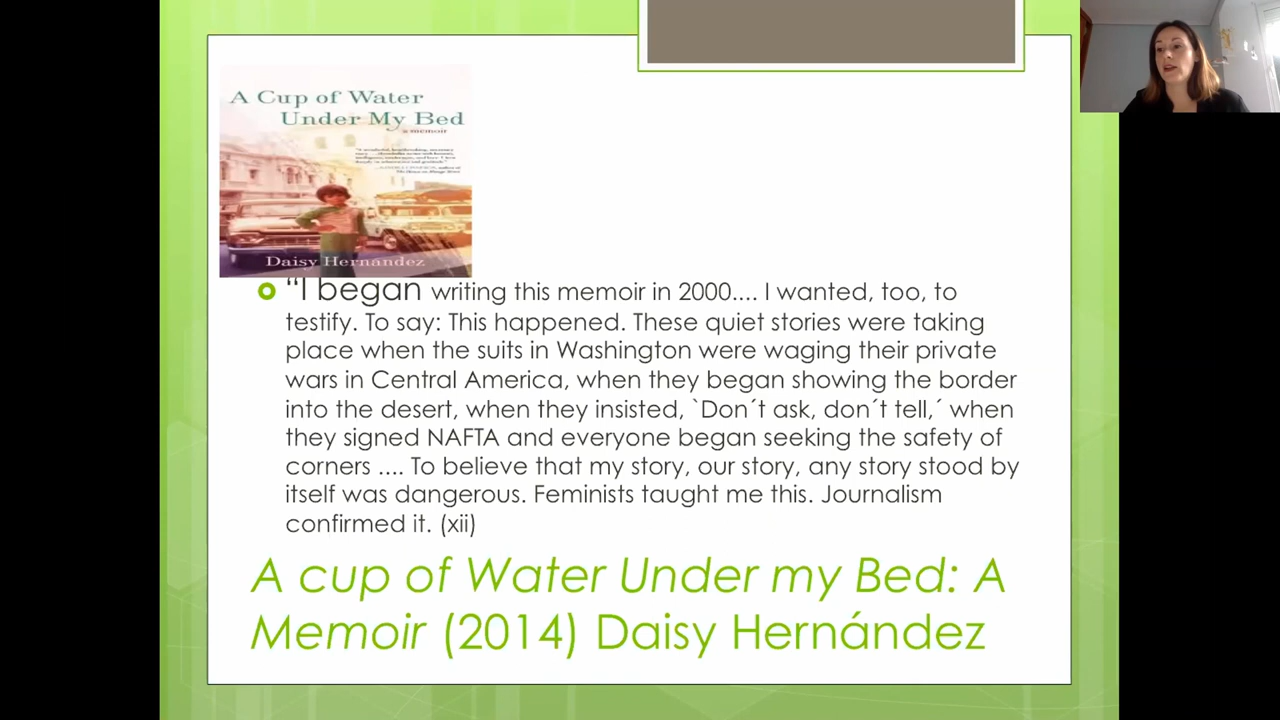 A Cup of Water
Under My Bed
a memoir
Daisy Hernández
“I began writing this memoir in 2000.... I wanted, too, to
testify. To say: This happened. These quiet stories were taking
place when the suits in Washington were waging their private
wars in Central America, when they began showing the border
into the desert, when they insisted, `Don´t ask, don´t tell,´ when
they signed NAFTA and everyone began seeking the safety of
corners .... To believe that my story, our story, any story stood by
itself was dangerous. Feminists taught me this. Journalism
confirmed it. (xii)
A cup of Water Under my Bed: A
Memoir (2014) Daisy Hernández